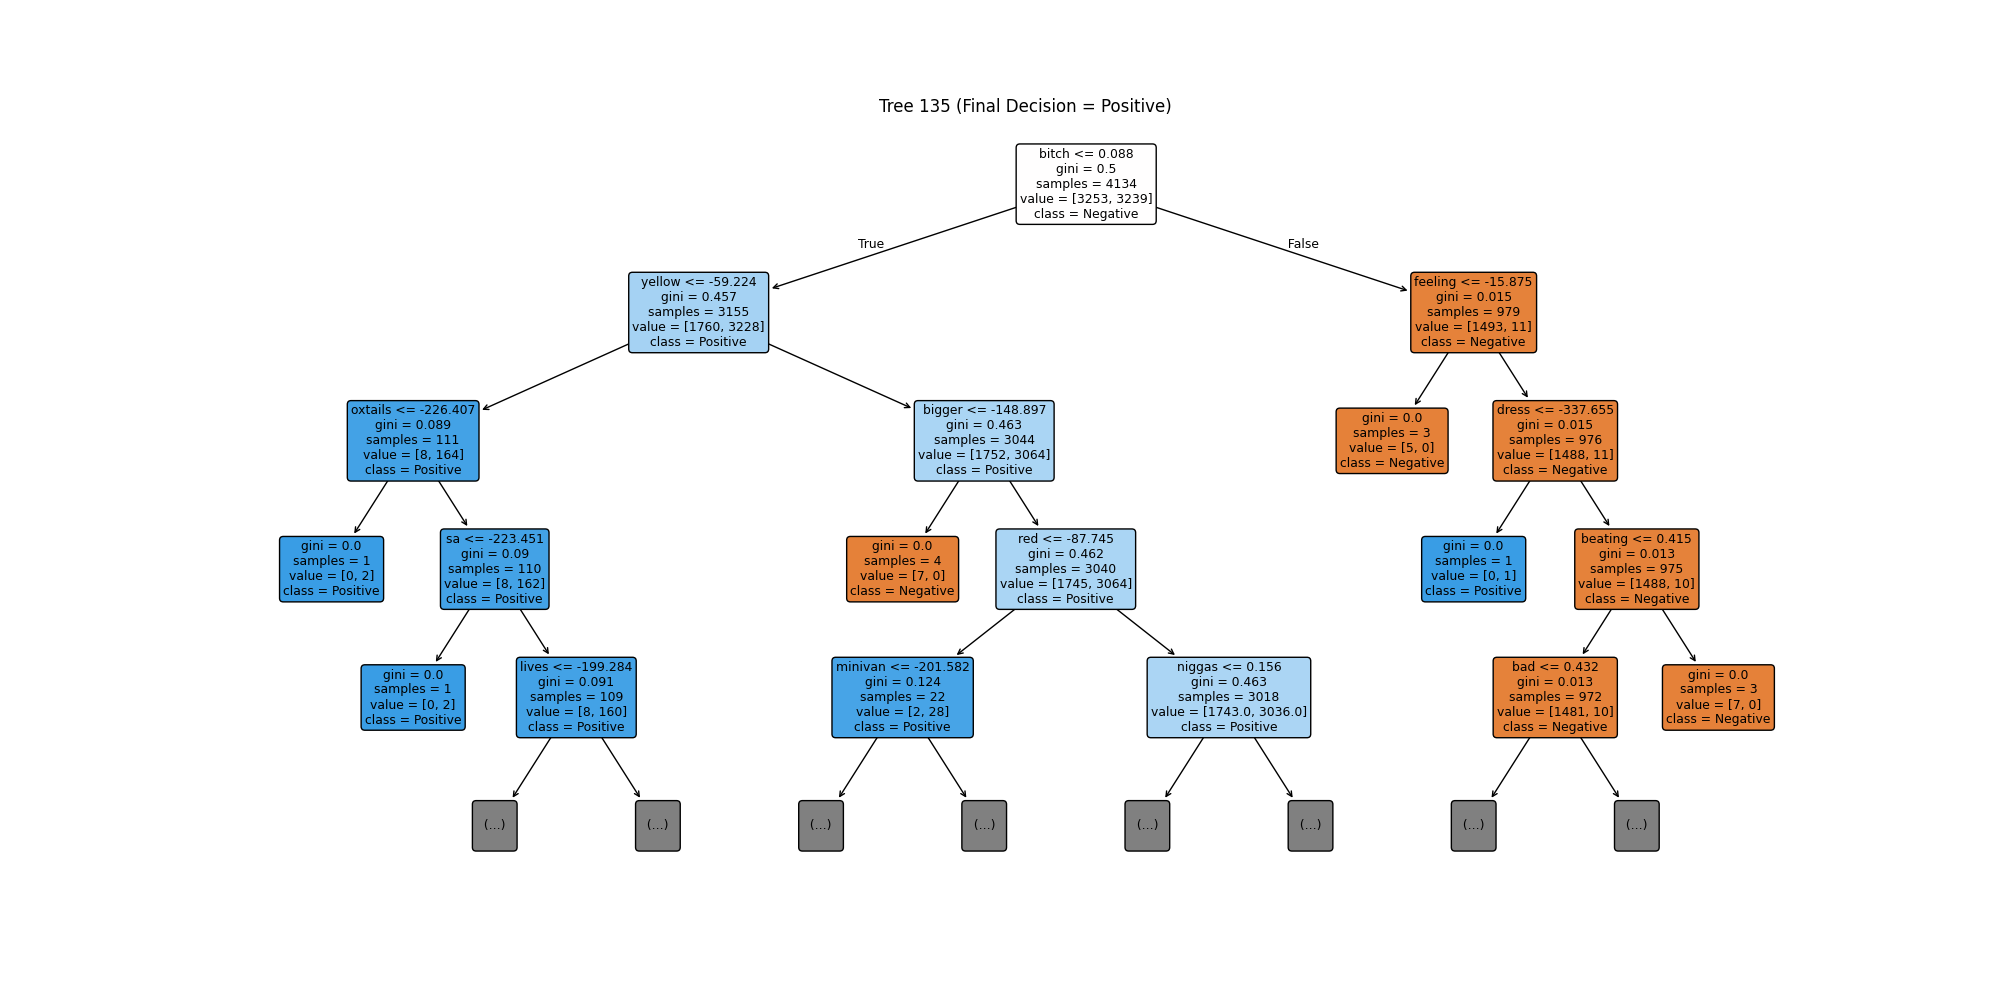 Tree 135 (Final Decision = Positive)
bitch <= 0.088
gini = 0.5
samples = 4134
value = [3253, 3239]
class = Negative
True
False
yellow <= -59.224
gini = 0.457
samples = 3155
value = [1760, 3228]
class = Positive
feeling <= -15.875
gini = 0.015
samples = 979
value = [1493, 11]
class = Negative
oxtails <= -226.407
gini = 0.089
samples = 111
value = [8, 164]
class = Positive
bigger <= -148.897
gini = 0.463
samples = 3044
value = [1752, 3064]
class = Positive
gini = 0.0
samples = 3
value = [5, 0]
class = Negative
dress <= -337.655
gini = 0.015
samples = 976
value = [1488, 11]
class = Negative
gini = 0.0
samples = 1
value = [0, 2]
class = Positive
sa <= -223.451
gini = 0.09
samples = 110
value = [8, 162]
class = Positive
gini = 0.0
samples = 4
value = [7, 0]
class = Negative
red <= -87.745
gini = 0.462
samples = 3040
value = [1745, 3064]
class = Positive
gini = 0.0
samples = 1
value = [0, 1]
class = Positive
beating <= 0.415
gini = 0.013
samples = 975
value = [1488, 10]
class = Negative
gini = 0.0
samples = 1
value = [0, 2]
class = Positive
lives <= -199.284
gini = 0.091
samples = 109
value = [8, 160]
class = Positive
minivan <= -201.582
gini = 0.124
samples = 22
value = [2, 28]
class = Positive
niggas <= 0.156
gini = 0.463
samples = 3018
value = [1743.0, 3036.0]
class = Positive
bad <= 0.432
gini = 0.013
samples = 972
value = [1481, 10]
class = Negative
gini = 0.0
samples = 3
value = [7, 0]
class = Negative
(...)
(...)
(...)
(...)
(...)
(...)
(...)
(...)